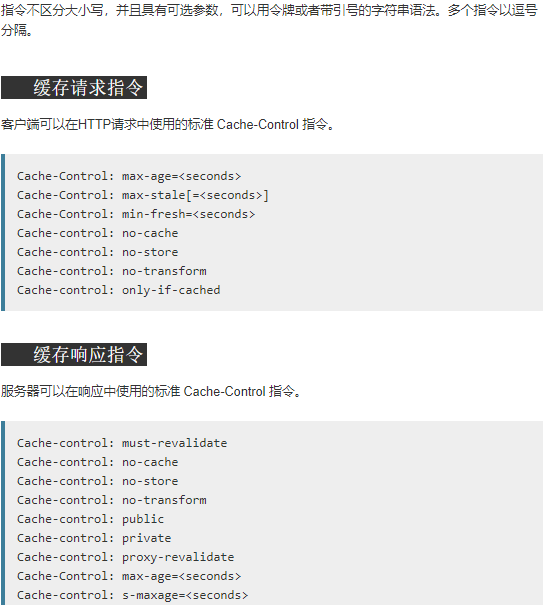 指令不区分大小写，并且具有可选参数，可以用令牌或者带引号的字符串语法。多个指令以逗号
分隔。
缓存请求指令
客户端可以在HTTP请求中使用的标准 Cache-Control 指令。
Cache-Control: max-age=<seconds>
Cache-Control: max-stale[=<seconds>]
Cache-Control: min-fresh=<seconds>
Cache-control: no-cache
Cache-control: no-store
Cache-control: no-transform
Cache-control: only-if-cached
缓存响应指令
服务器可以在响应中使用的标准 Cache-Control 指令。
Cache-control: must-revalidate
Cache-control: no-cache
Cache-control: no-store
Cache-control: no-transform
Cache-control: public
Cache-control: private
Cache-control: proxy-revalidate
Cache-Control: max-age=<seconds>
Cache-control: s-maxage=<seconds>